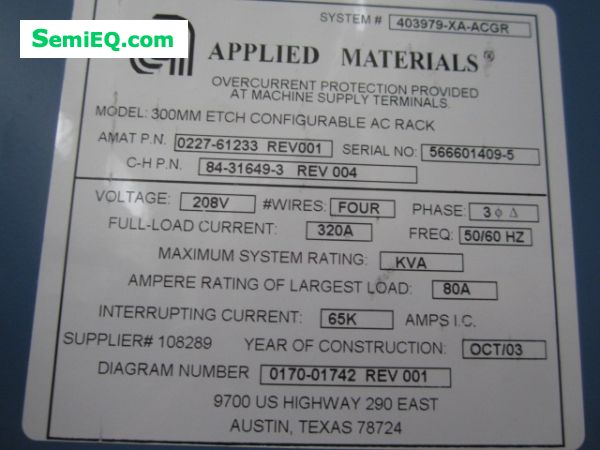 SYSTEM # 403979-XA-ACGR
SemiEQ.com
APPLIED MATERIALS®
OVERCURRENT PROTECTION PROVIDED
AT MACHINE SUPPLY TERMINALS.
MODEL: 300MM ETCH CONFIGURABLE AC RACK
AMAT P.N. 0227-61233 REV001 SERIAL NO: 566601409-5
C-H P.N. 84-31649-3 REV 004
VOLTAGE: 208V #WIRES: FOUR PHASE: 3 ϕ Δ
FULL-LOAD CURRENT: 320A FREQ: 50/60 HZ
MAXIMUM SYSTEM RATING: KVA
AMPERE RATING OF LARGEST LOAD: 80A
INTERRUPTING CURRENT: 65K AMPS I.C.
SUPPLIER# 108289 YEAR OF CONSTRUCTION: OCT/03
DIAGRAM NUMBER 0170-01742 REV 001
9700 US HIGHWAY 290 EAST
AUSTIN, TEXAS 78724